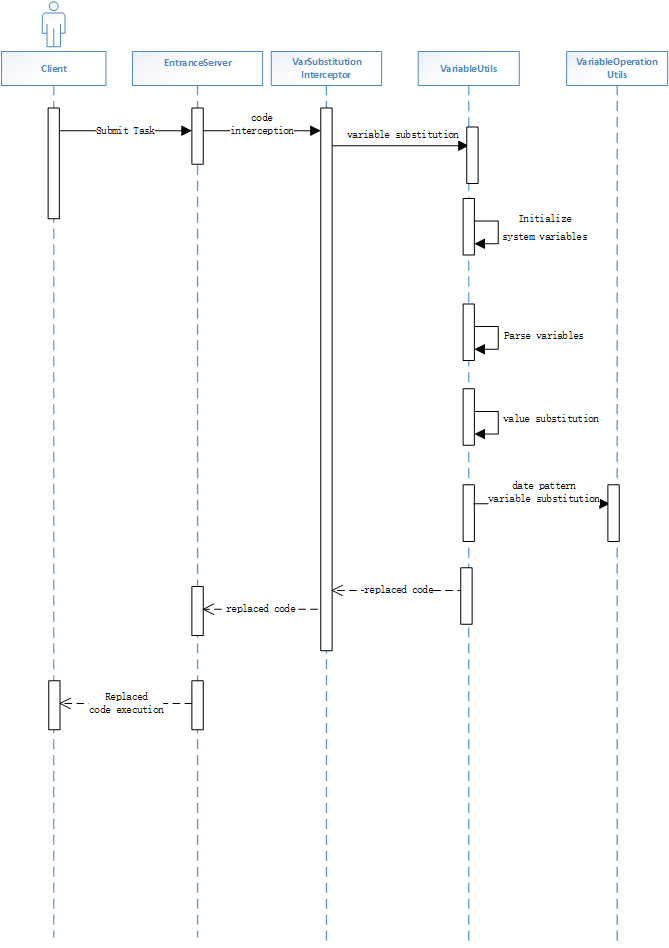 Client
EntranceServer
VarSubstitution
Interceptor
VariableUtils
VariableOperation
Utils
Submit Task
code
interception
variable substitution
Initialize
system variables
Parse variables
value substitution
date pattern
variable substitution
replaced code
replaced code
Replaced
code execution